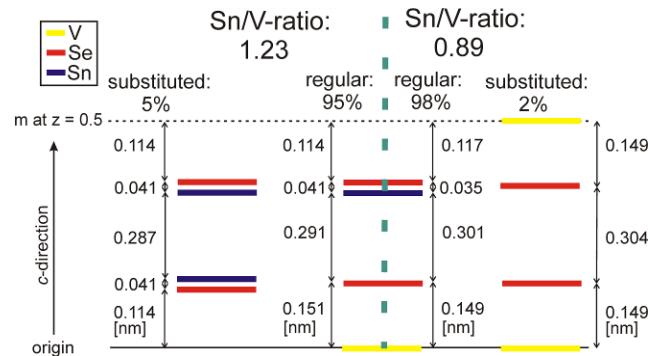 Sn/V-ratio: Sn/V-ratio:
1.23 0.89
V
Se
Sn
substituted: regular: regular: substituted:
5% 95% 98% 2%
m at z = 0.5
0.114 0.114 0.117 0.149
0.041 0.041 0.035
0.287 0.291 0.301 0.304
0.041
0.114 0.151 0.149 0.149
[nm] [nm] [nm] [nm]
c-direction
origin